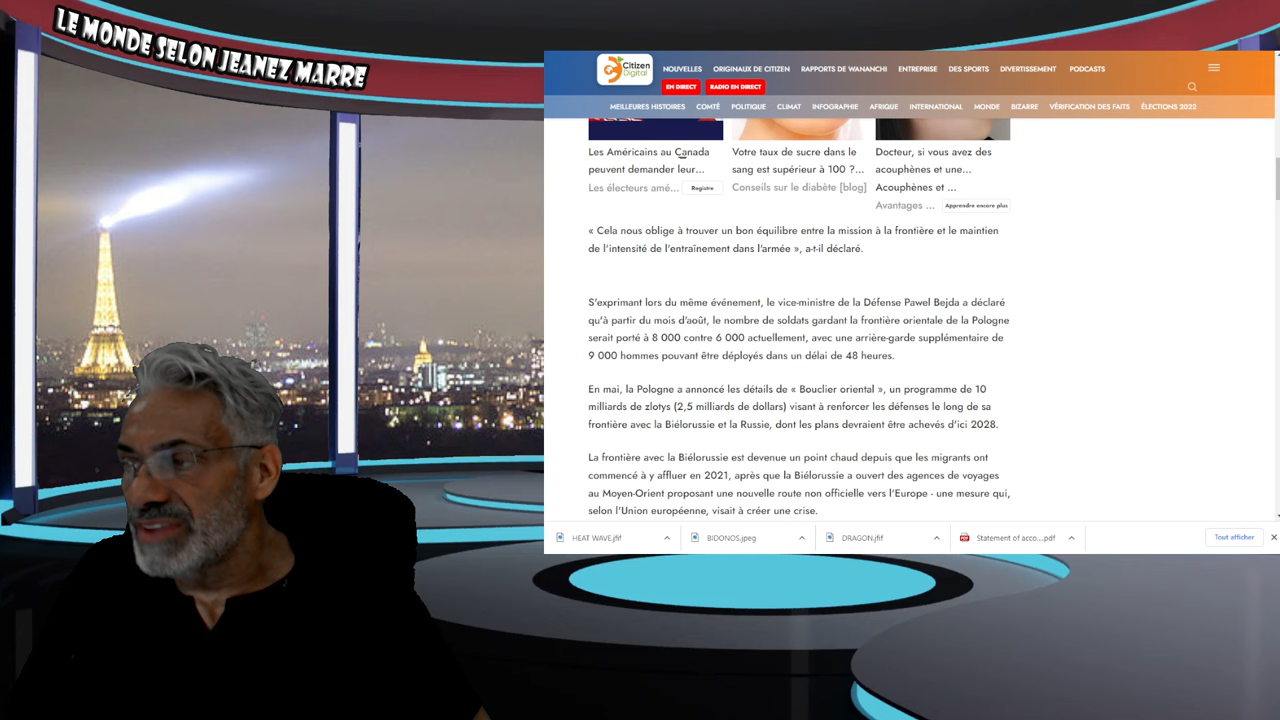 LE MONDE SELON JEANEZ MARRE
Citizen
Digital
NOUVELLES ORIGINAUX DE CITIZEN RAPPORTS DE WANANCHI ENTREPRISE DES SPORTS DIVERTISSEMENT PODCASTS
EN DIRECT RADIO EN DIRECT
MEILLEURES HISTOIRES COMTÉ POLITIQUE CLIMAT INFOGRAPHIE AFRIQUE INTERNATIONAL MONDE BIZARRE VÉRIFICATION DES FAITS ÉLECTIONS 2022
Les Américains au Canada
peuvent demander leur...
Les électeurs amé... Registre
Votre taux de sucre dans le
sang est supérieur à 100 ?...
Conseils sur le diabète [blog]
Docteur, si vous avez des
acouphènes et une...
Acouphènes et ...
Avantages ... Apprendre encore plus
« Cela nous oblige à trouver un bon équilibre entre la mission à la frontière et le maintien
de l'intensité de l'entraînement dans l'armée », a-t-il déclaré.
S'exprimant lors du même événement, le vice-ministre de la Défense Pawel Bejda a déclaré
qu'à partir du mois d'août, le nombre de soldats gardant la frontière orientale de la Pologne
serait porté à 8 000 contre 6 000 actuellement, avec une arrière-garde supplémentaire de
9 000 hommes pouvant être déployés dans un délai de 48 heures.
En mai, la Pologne a annoncé les détails de « Bouclier oriental », un programme de 10
milliards de zlotys (2,5 milliards de dollars) visant à renforcer les défenses le long de sa
frontière avec la Biélorussie et la Russie, dont les plans devraient être achevés d'ici 2028.
La frontière avec la Biélorussie est devenue un point chaud depuis que les migrants ont
commencé à y affluer en 2021, après que la Biélorussie a ouvert des agences de voyages
au Moyen-Orient proposant une nouvelle route non officielle vers l'Europe - une mesure qui,
selon l'Union européenne, visait à créer une crise.
HEAT WAVE.jfif BIDONOS.jpeg DRAGON.jfif Statement of acco....pdf Tout afficher